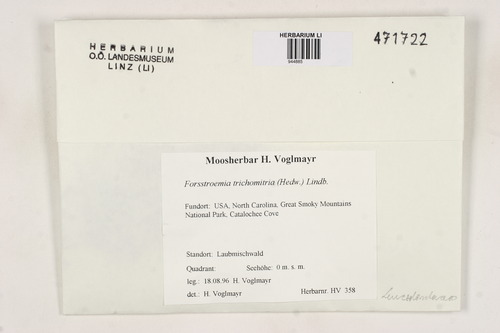 HERBARIUM
O.Ö. LANDESMUSEUM
LINZ (LI)
HERBARIUM LI
944885
471722
Moosherbar H. Voglmayr
Forsstroemia trichomitria (Hedw.) Lindb.
Fundort: USA, North Carolina, Great Smoky Mountains
National Park, Catalochee Cove
Standort: Laubmischwald
Quadrant: Seehöhe: 0 m. s. m.
leg.: 18.08.96 H. Voglmayr
det.: H. Voglmayr Herbarnr. HV 358